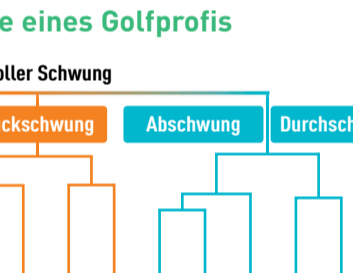 e eines Golfprofis
oller Schwung
ckschwung
Abschwung
Durchsch